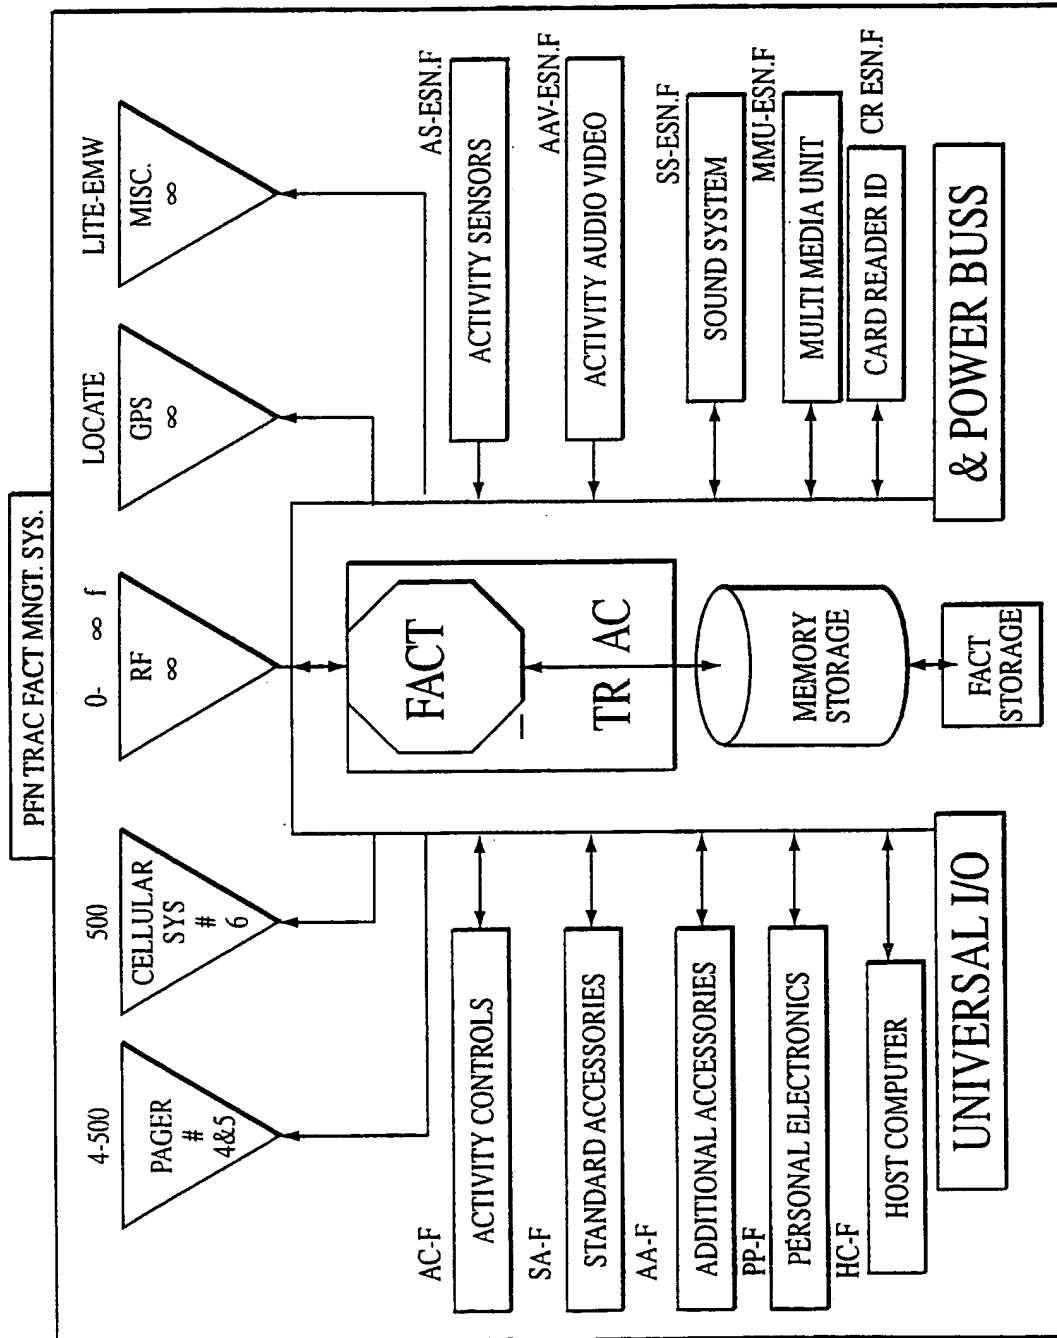 PFN TRAC FACT MNGT. SYS.
4-500
500
0- ∞ f
LOCATE
LITE-EMW
PAGER
#
4&5
CELLULAR
SYS
#
6
RF
∞
GPS
∞
MISC.
∞
AC-F
ACTIVITY CONTROLS
SA-F
STANDARD ACCESSORIES
AA-F
ADDITIONAL ACCESSORIES
PP-F
PERSONAL ELECTRONICS
HC-F
HOST COMPUTER
UNIVERSAL I/O
FACT
TR AC
MEMORY
STORAGE
FACT
STORAGE
AS-ESN.F
ACTIVITY SENSORS
AAV-ESN.F
ACTIVITY AUDIO VIDEO
SS-ESN.F
SOUND SYSTEM
MMU-ESN.F
MULTI MEDIA UNIT
CR ESN.F
CARD READER ID
& POWER BUSS